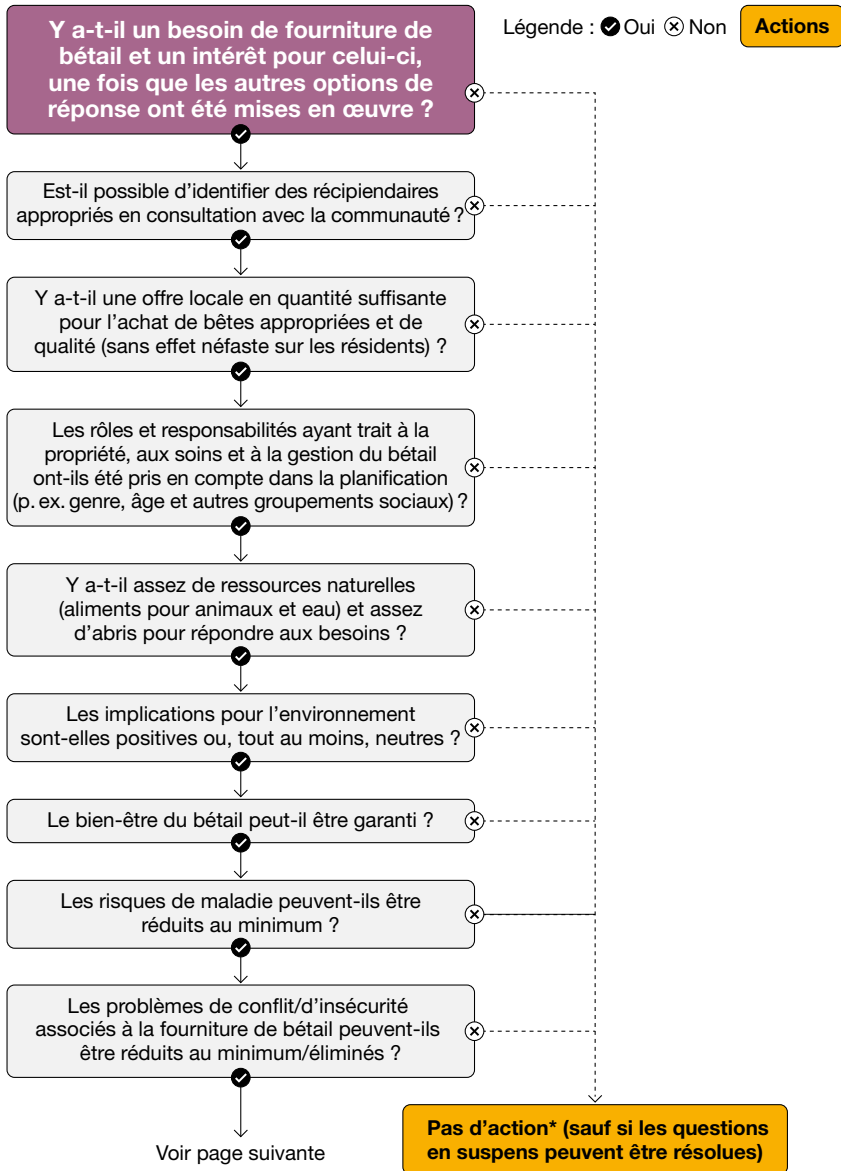 Y a-t-il un besoin de fourniture de
bétail et un intérêt pour celui-ci,
une fois que les autres options de
réponse ont été mises en œuvre ?
Légende : Oui Non Actions
Est-il possible d'identifier des récipiendaires
appropriés en consultation avec la communauté ?
Y a-t-il une offre locale en quantité suffisante
pour l'achat de bêtes appropriées et de
qualité (sans effet néfaste sur les résidents) ?
Les rôles et responsabilités ayant trait à la
propriété, aux soins et à la gestion du bétail
ont-ils été pris en compte dans la planification
(p. ex. genre, âge et autres groupements sociaux) ?
Y a-t-il assez de ressources naturelles
(aliments pour animaux et eau) et assez
d'abris pour répondre aux besoins ?
Les implications pour l'environnement
sont-elles positives ou, tout au moins, neutres ?
Le bien-être du bétail peut-il être garanti ?
Les risques de maladie peuvent-ils être
réduits au minimum ?
Les problèmes de conflit/d'insécurité
associés à la fourniture de bétail peuvent-ils
être réduits au minimum/éliminés ?
Voir page suivante
Pas d'action* (sauf si les questions
en suspens peuvent être résolues)